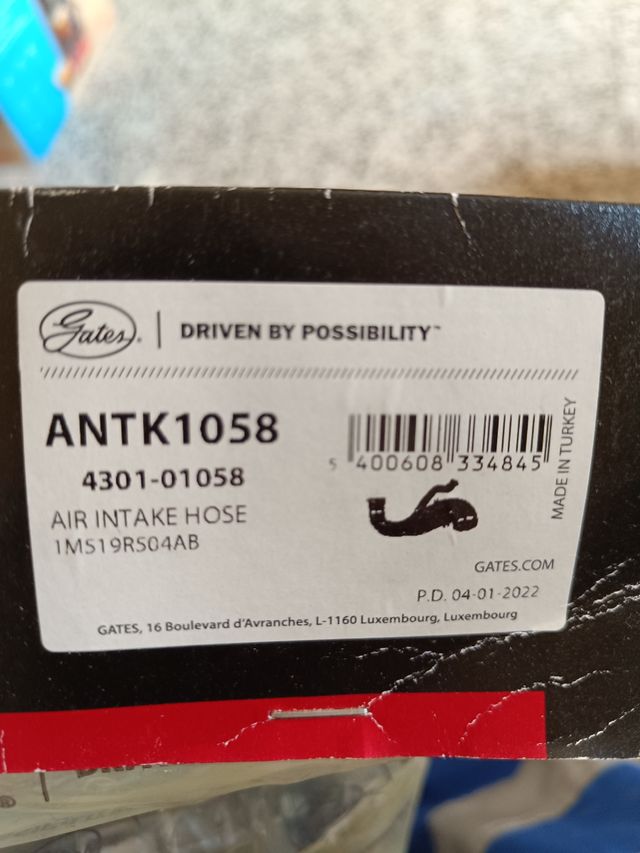 Gates.
DRIVEN BY POSSIBILITY™
ANTK1058
4301-01058
AIR INTAKE HOSE
1MS19RS04AB
5 400608 334845
MADE IN TURKEY
GATES.COM
P.D. 04-01-2022
GATES, 16 Boulevard d'Avranches, L-1160 Luxembourg, Luxembourg
®